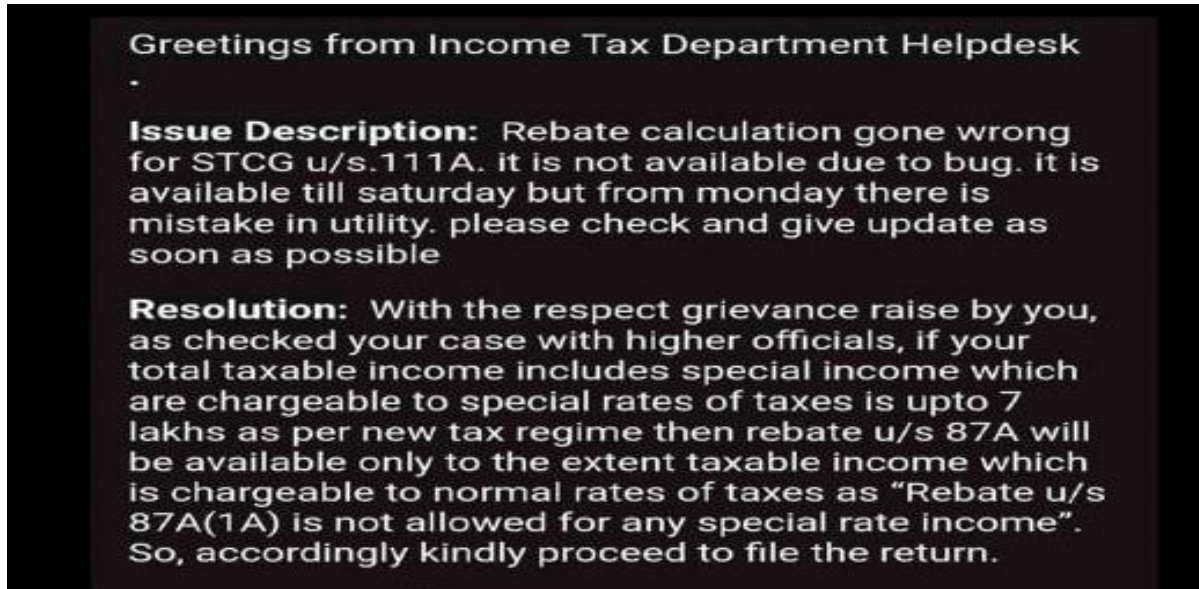 Greetings from Income Tax Department Helpdesk
.
Issue Description: Rebate calculation gone wrong
for STCG u/s.111A. it is not available due to bug. it is
available till saturday but from monday there is
mistake in utility. please check and give update as
soon as possible
Resolution: With the respect grievance raise by you,
as checked your case with higher officials, if your
total taxable income includes special income which
are chargeable to special rates of taxes is upto 7
lakhs as per new tax regime then rebate u/s 87A will
be available only to the extent taxable income which
is chargeable to normal rates of taxes as “Rebate u/s
87A(1A) is not allowed for any special rate income”.
So, accordingly kindly proceed to file the return.